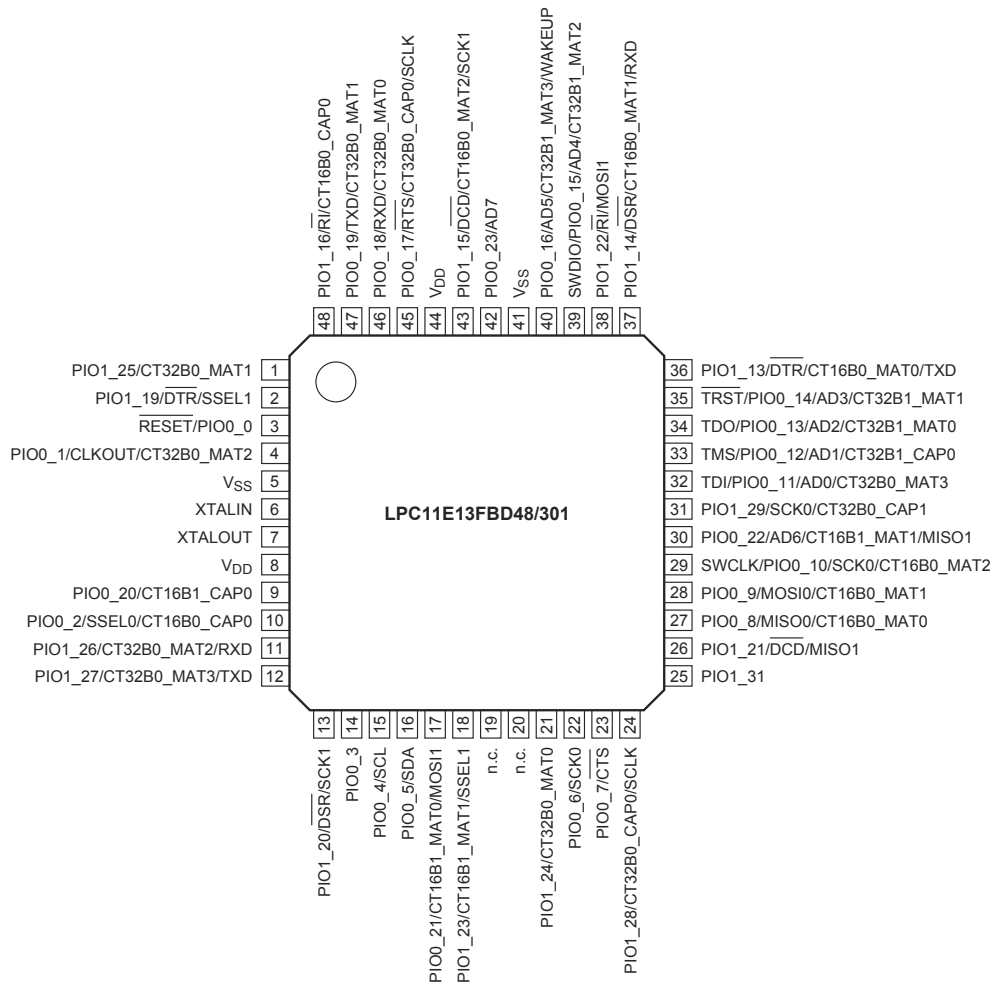 PIO1_16/RI/CT16B0_CAP0
PIO0_19/TXD/CT32B0_MAT1
PIO0_18/RXD/CT32B0_MAT0
PIO0_17/RTS/CT32B0_CAP0/SCLK
VDD
PIO1_15/DCD/CT16B0_MAT2/SCK1
PIO0_23/AD7
VSS
PIO0_16/AD5/CT32B1_MAT3/WAKEUP
SWDIO/PIO0_15/AD4/CT32B1_MAT2
PIO1_22/RI/MOSI1
PIO1_14/DSR/CT16B0_MAT1/RXD
48 47 46 45 44 43 42 41 40 39 38 37
PIO1_25/CT32B0_MAT1 1
PIO1_19/DTR/SSEL1 2
RESET/PIO0_0 3
PIO0_1/CLKOUT/CT32B0_MAT2 4
VSS 5
XTALIN 6
XTALOUT 7
VDD 8
PIO0_20/CT16B1_CAP0 9
PIO0_2/SSEL0/CT16B0_CAP0 10
PIO1_26/CT32B0_MAT2/RXD 11
PIO1_27/CT32B0_MAT3/TXD 12
LPC11E13FBD48/301
36 PIO1_13/DTR/CT16B0_MAT0/TXD
35 TRST/PIO0_14/AD3/CT32B1_MAT1
34 TDO/PIO0_13/AD2/CT32B1_MAT0
33 TMS/PIO0_12/AD1/CT32B1_CAP0
32 TDI/PIO0_11/AD0/CT32B0_MAT3
31 PIO1_29/SCK0/CT32B0_CAP1
30 PIO0_22/AD6/CT16B1_MAT1/MISO1
29 SWCLK/PIO0_10/SCK0/CT16B0_MAT2
28 PIO0_9/MOSI0/CT16B0_MAT1
27 PIO0_8/MISO0/CT16B0_MAT0
26 PIO1_21/DCD/MISO1
25 PIO1_31
13 14 15 16 17 18 19 20 21 22 23 24
PIO1_20/DSR/SCK1
PIO0_3
PIO0_4/SCL
PIO0_5/SDA
PIO0_21/CT16B1_MAT0/MOSI1
PIO1_23/CT16B1_MAT1/SSEL1
n.c.
n.c.
PIO1_24/CT32B0_MAT0
PIO0_6/SCK0
PIO0_7/CTS
PIO1_28/CT32B0_CAP0/SCLK